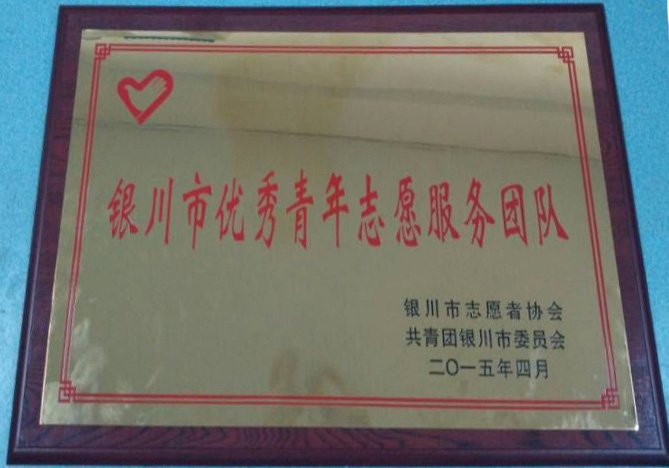 银川市优秀青年志愿服务团队
银川市志愿者协会
共青团银川市委员会
二〇一五年四月